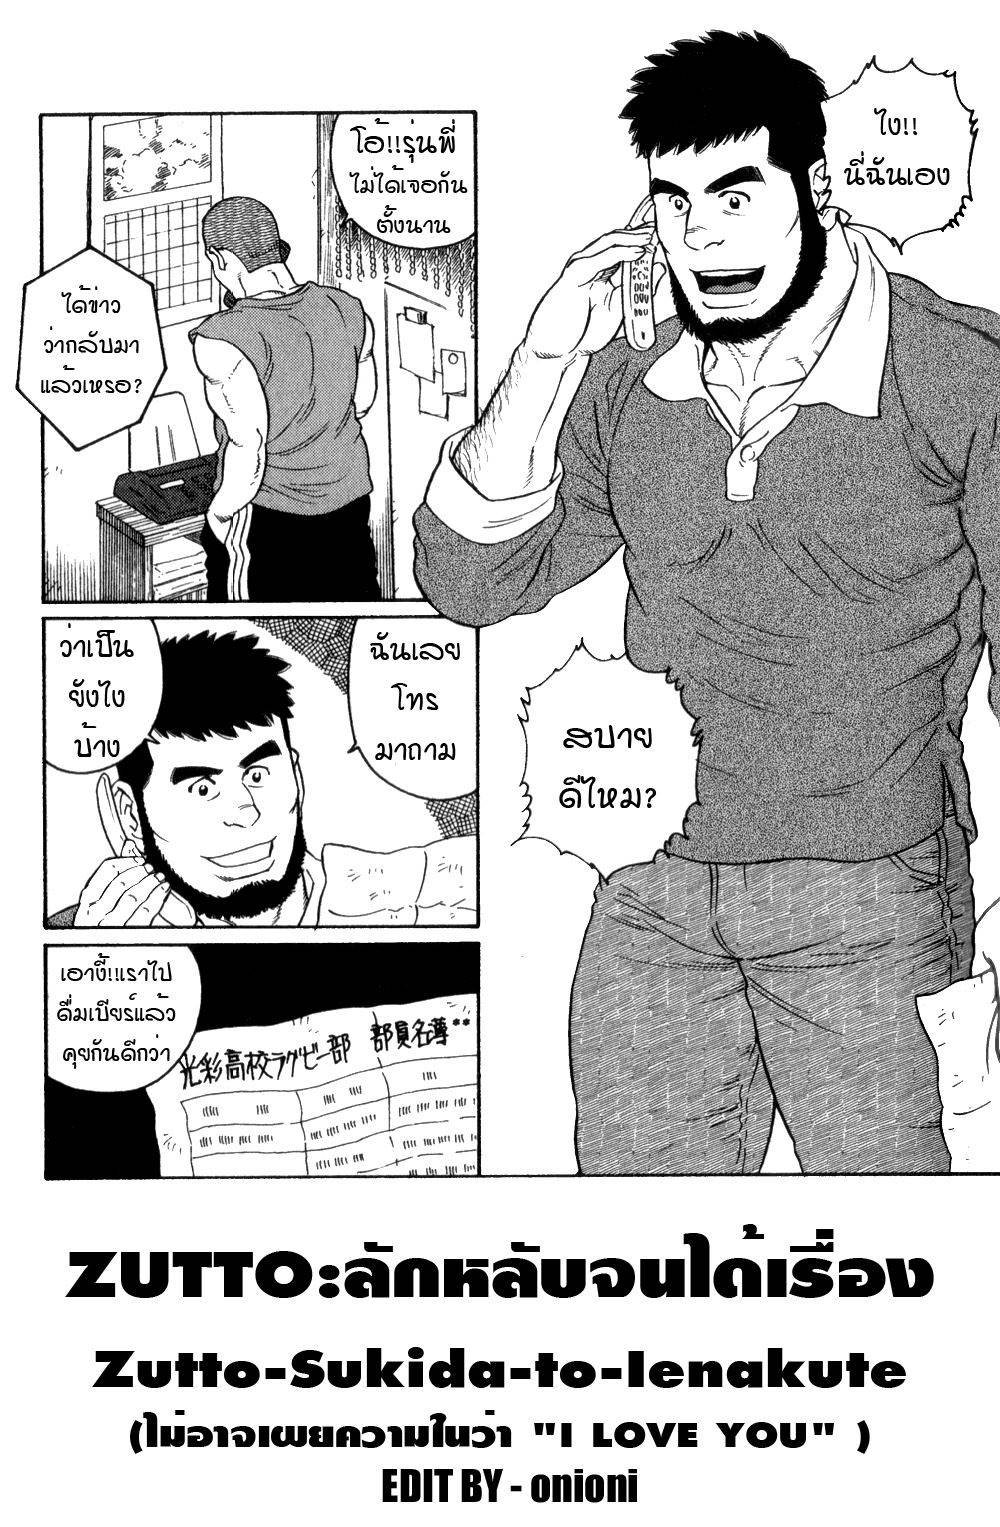 ไง!!
นี่ฉันเอง
โอ้!!รุ่นพี่
ไม่ได้เจอกัน
ตั้งนาน
ได้ข่าว
ว่ากลับมา
แล้วเหรอ?
สบาย
ดีไหม?
ฉันเลย
โทร
มาถาม
ว่าเป็น
ยังไง
บ้าง
เอางี้!!เราไป
ดื่มเบียร์แล้ว
คุยกันดีกว่า
光彩高校ラグビー部 部員名簿**
ZUTTO:ลักหลับจนได้เรื่อง
Zutto-Sukida-to-Ienakute
(ไม่อาจเผยความในว่า "I LOVE YOU" )
EDIT BY - onioni